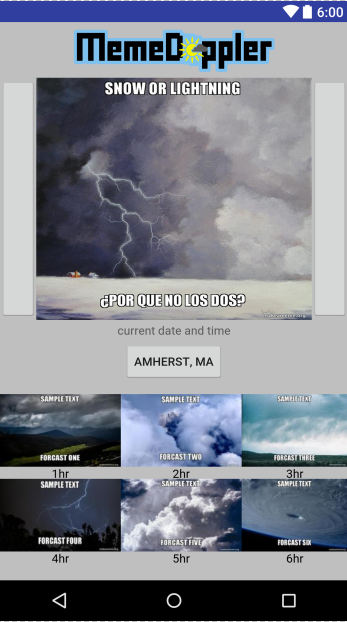 6:00
MemeDoppler
SNOW OR LIGHTNING
¿POR QUE NO LOS DOS?
current date and time
AMHERST, MA
SAMPLE TEXT
SAMPLE TEXT
SAMPLE TEXT
FORCAST ONE
FORCAST TWO
FORCAST THREE
1hr
2hr
3hr
SAMPLE TEXT
SAMPLE TEXT
SAMPLE TEXT
FORCAST FOUR
FORCAST FIVE
FORCAST SIX
4hr
5hr
6hr